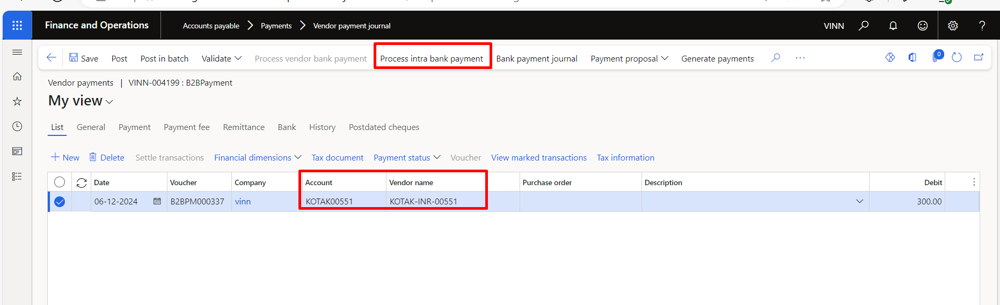 Finance and Operations Accounts payable Payments Vendor payment journal VINN ?
Save Post Post in batch Validate Process vendor bank payment Process intra bank payment Bank payment journal Payment proposal Generate payments ... 0
Vendor payments | VINN-004199 : B2BPayment
My view
List General Payment Payment fee Remittance Bank History Postdated cheques
New Delete Settle transactions Financial dimensions Tax document Payment status Voucher View marked transactions Tax information
Date Voucher Company Account Vendor name Purchase order Description Debit
06-12-2024 B2BPM000337 vinn KOTAK00551 KOTAK-INR-00551 300.00